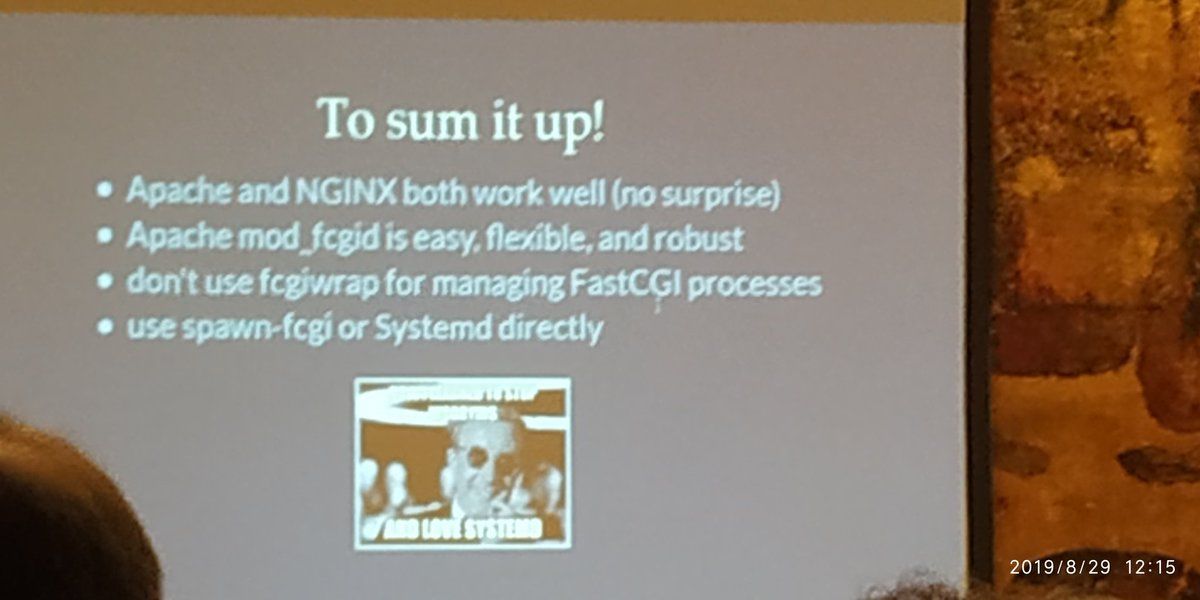 To sum it up!
Apache and NGINX both work well (no surprise)
Apache mod_fcgid is easy, flexible, and robust
don't use fcgiwrap for managing FastCGI processes
use spawn-fcgi or Systemd directly
TO STOP
AND LOVE SYSTEMD
2019/8/29 12:15